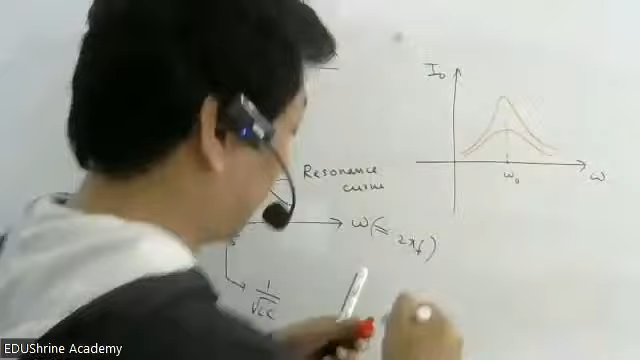 I₀
Resonance
curve
ω₀
ω
ω (= 2πf)
1/√LC
EDUShrine Academy